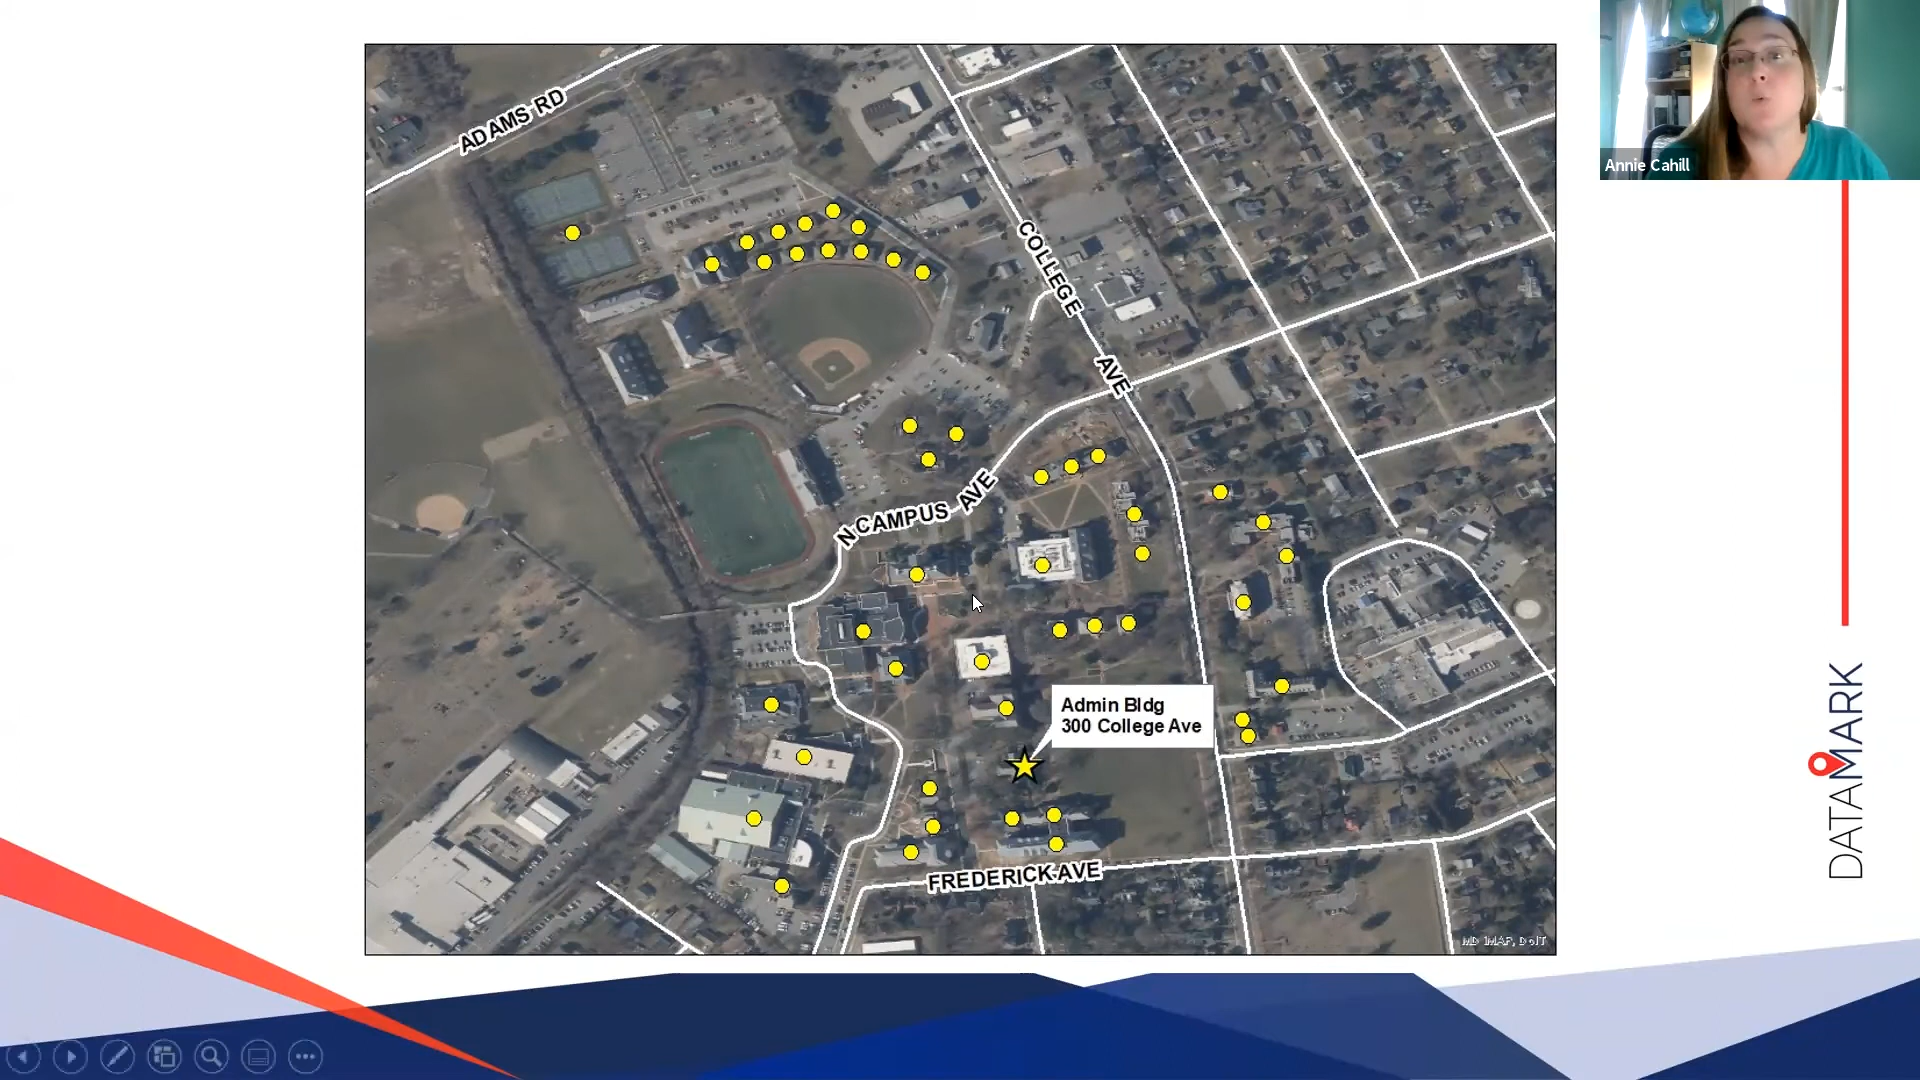 Annie Cahill
ADAMS RD
COLLEGE AVE
N CAMPUS AVE
Admin Bldg
300 College Ave
FREDERICK AVE
MD iMAP, DoIT
DATAMARK